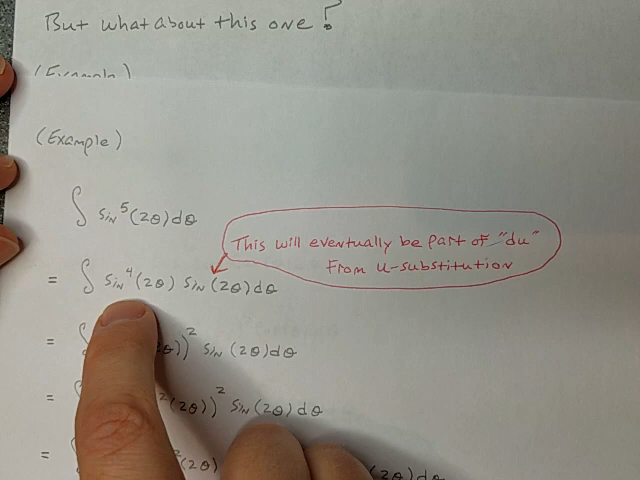 But what about this one?
(Example)
(Example)
∫ sin⁵(2θ)dθ
This will eventually be part of "du"
From u-substitution
= ∫ sin⁴(2θ) sin(2θ)dθ
= ∫ θ))² sin(2θ)dθ
= ²(2θ))² sin(2θ)dθ
= ²(2θ) (2θ)dθ